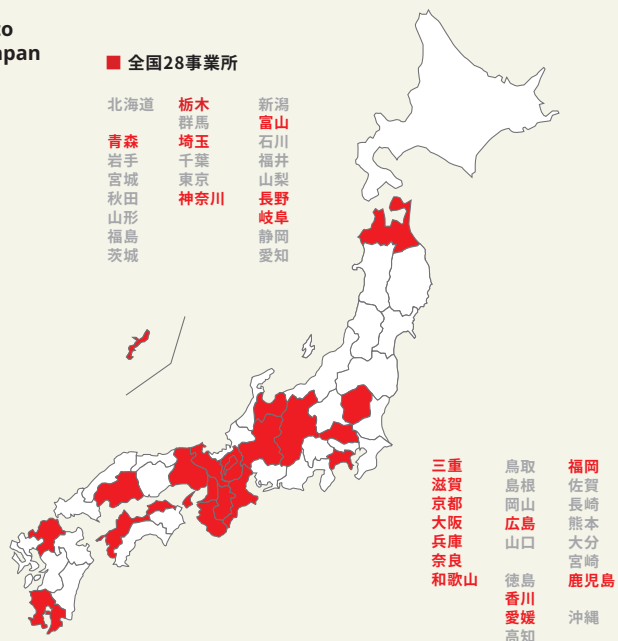 to
apan
全国28事業所
北海道
青森
岩手
宮城
秋田
山形
福島
茨城
栃木
群馬
埼玉
千葉
東京
神奈川
新潟
富山
石川
福井
山梨
長野
岐阜
静岡
愛知
三重
滋賀
京都
大阪
兵庫
奈良
和歌山
鳥取
島根
岡山
広島
山口
徳島
香川
愛媛
高知
福岡
佐賀
長崎
熊本
大分
宮崎
鹿児島
沖縄